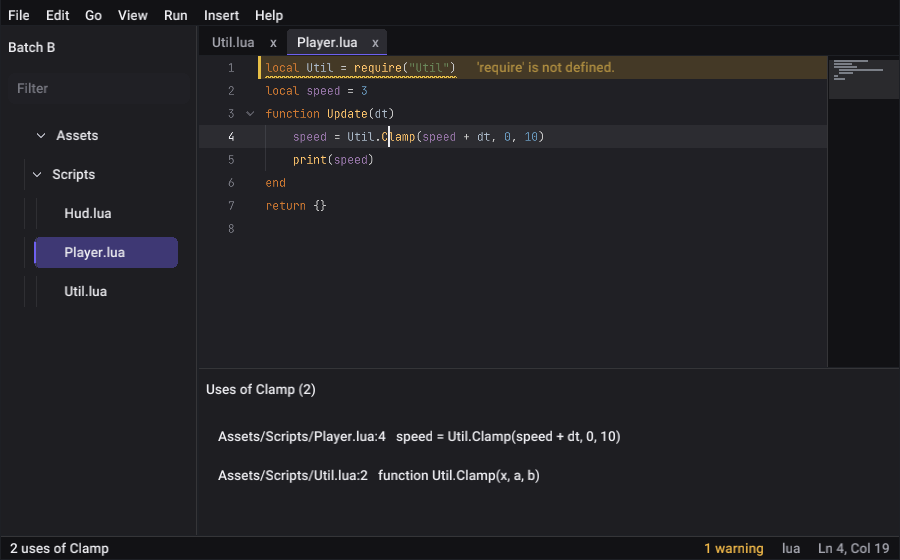 File Edit Go View Run Insert Help
Batch B
Filter
Assets
Scripts
Hud.lua
Player.lua
Util.lua
Util.lua x Player.lua x
1 local Util = require("Util") 'require' is not defined.
2 local speed = 3
3 function Update(dt)
4 speed = Util.Clamp(speed + dt, 0, 10)
5 print(speed)
6 end
7 return {}
8
Uses of Clamp (2)
Assets/Scripts/Player.lua:4 speed = Util.Clamp(speed + dt, 0, 10)
Assets/Scripts/Util.lua:2 function Util.Clamp(x, a, b)
2 uses of Clamp 1 warning lua Ln 4, Col 19